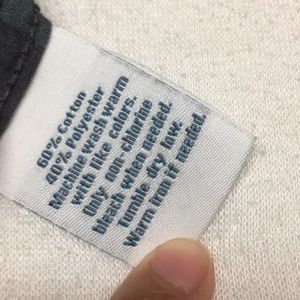 60% Cotton
40% Polyester
Machine wash warm
with like colors.
Only non-chlorine
bleach when needed.
Tumble dry low.
Warm iron if needed.